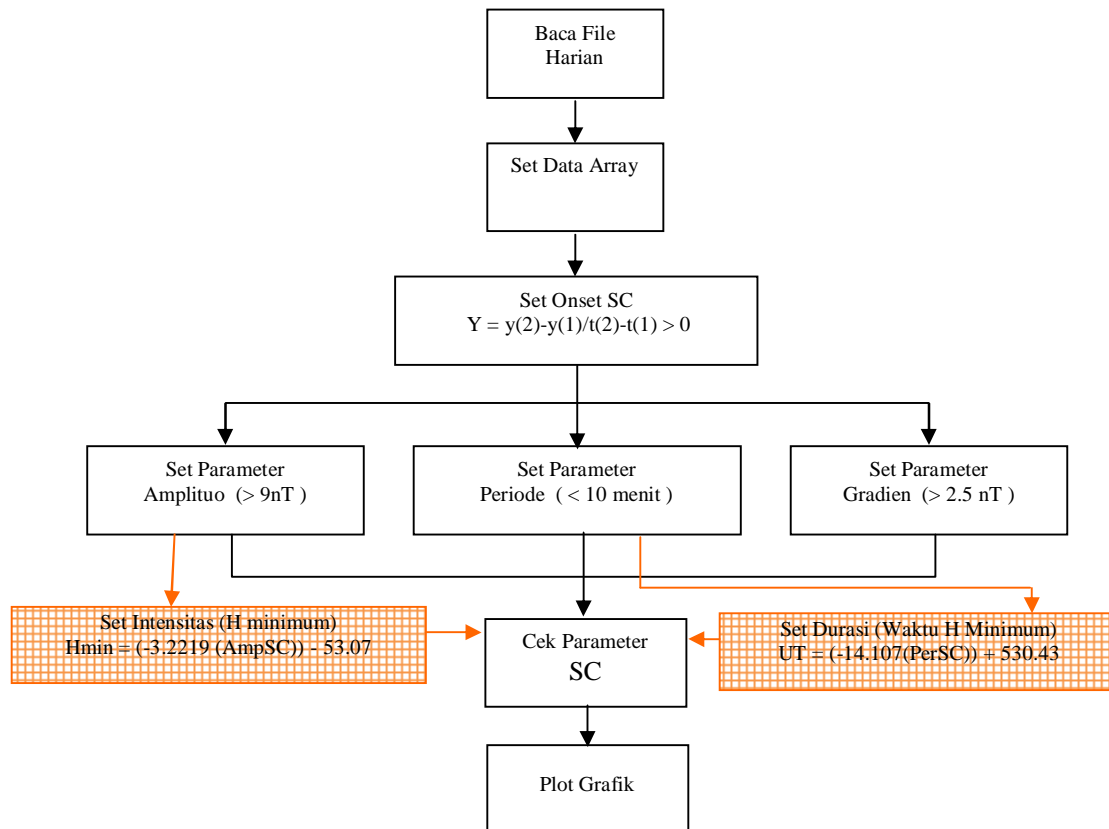 Baca File
Harian
Set Data Array
Set Onset SC
Y = y(2)-y(1)/t(2)-t(1) > 0
Set Parameter
Amplituo (> 9nT )
Set Parameter
Periode ( < 10 menit )
Set Parameter
Gradien (> 2.5 nT )
Set Intensitas (H minimum)
Hmin = (-3.2219 (AmpSC)) - 53.07
Cek Parameter
SC
Set Durasi (Waktu H Minimum)
UT = (-14.107(PerSC)) + 530.43
Plot Grafik